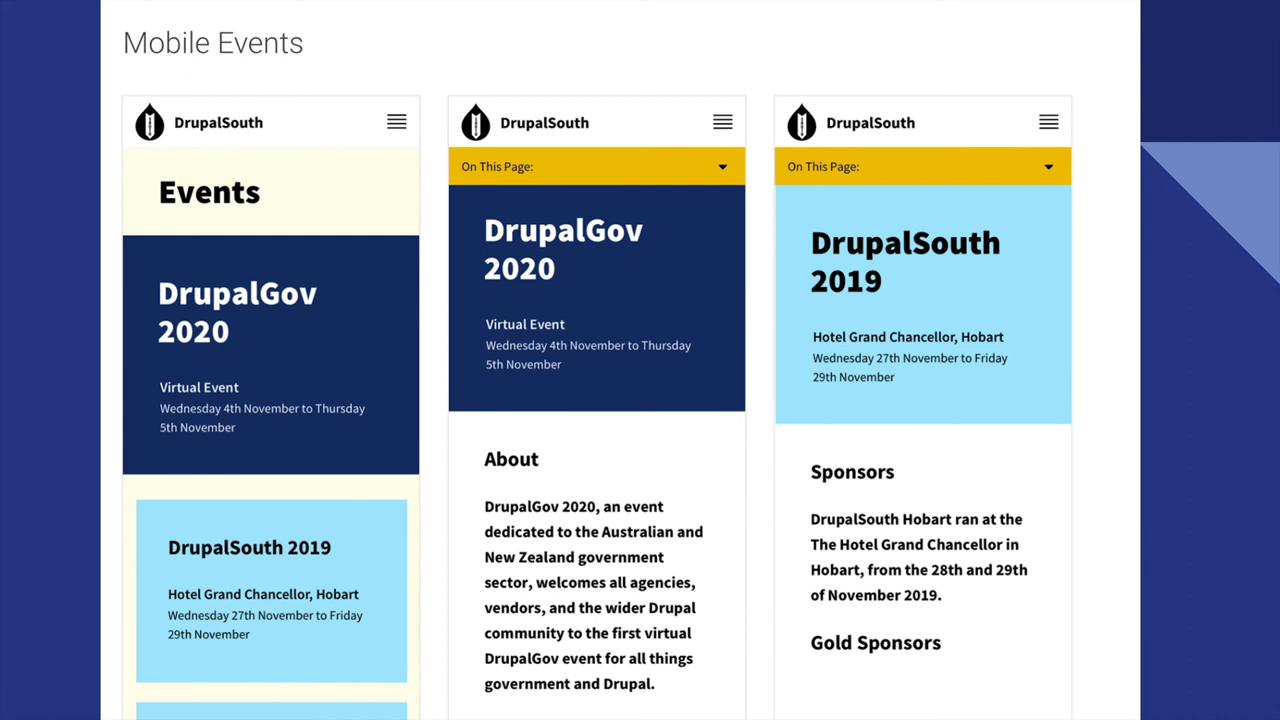 Mobile Events
DrupalSouth
Events
DrupalGov
2020
Virtual Event
Wednesday 4th November to Thursday
5th November
DrupalSouth 2019
Hotel Grand Chancellor, Hobart
Wednesday 27th November to Friday
29th November
DrupalSouth
On This Page:
DrupalGov
2020
Virtual Event
Wednesday 4th November to Thursday
5th November
About
DrupalGov 2020, an event
dedicated to the Australian and
New Zealand government
sector, welcomes all agencies,
vendors, and the wider Drupal
community to the first virtual
DrupalGov event for all things
government and Drupal.
DrupalSouth
On This Page:
DrupalSouth
2019
Hotel Grand Chancellor, Hobart
Wednesday 27th November to Friday
29th November
Sponsors
DrupalSouth Hobart ran at the
The Hotel Grand Chancellor in
Hobart, from the 28th and 29th
of November 2019.
Gold Sponsors